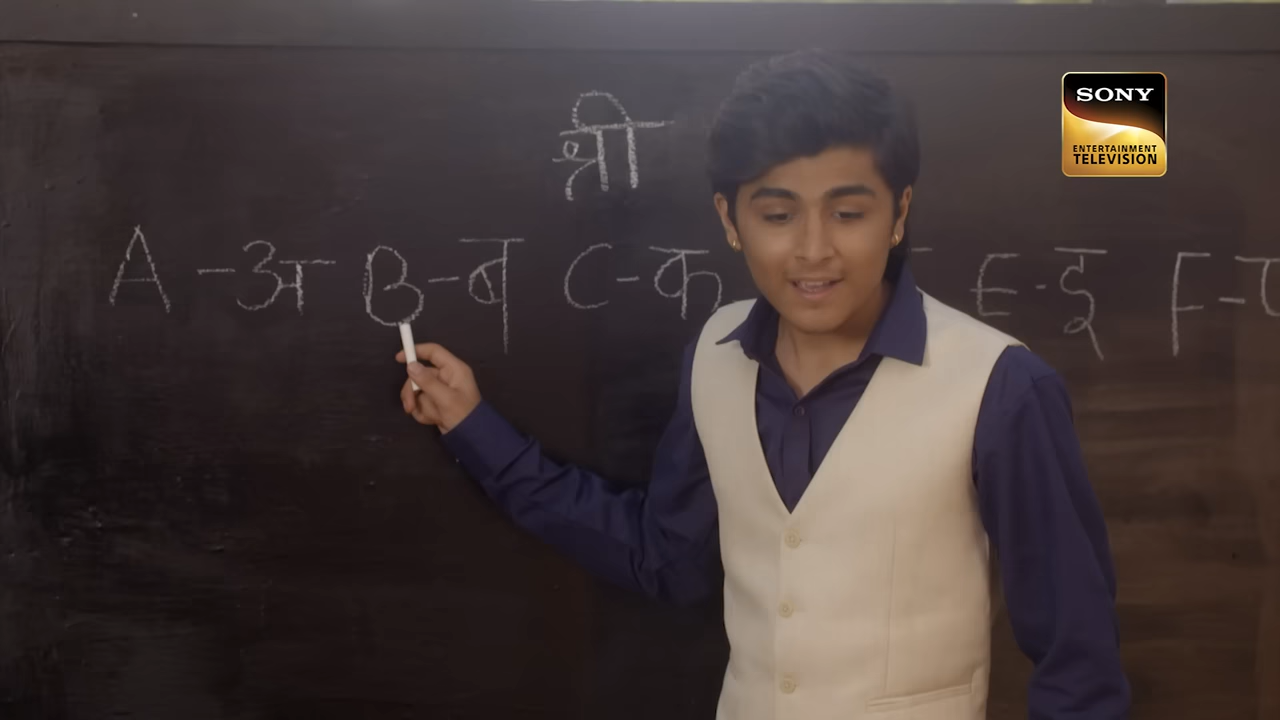 SONY
ENTERTAINMENT
TELEVISION
श्री
A - अ B - ब C - क E - ई F -